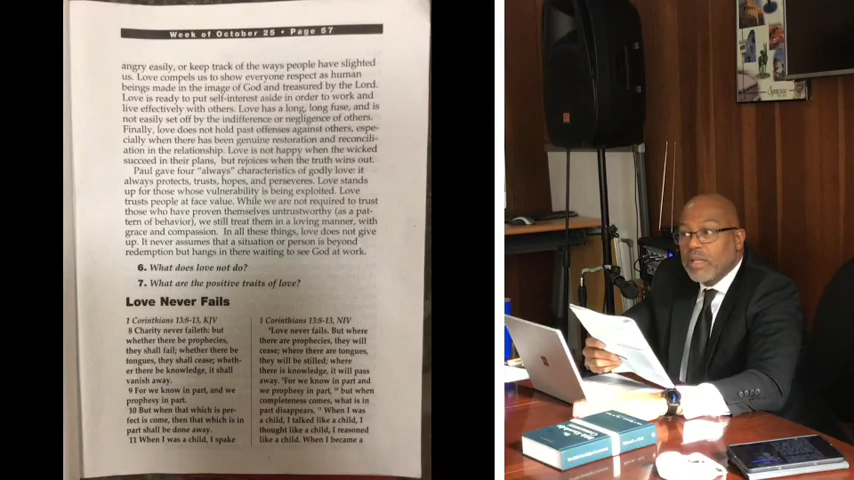 Week of October 25 • Page 57
angry easily, or keep track of the ways people have slighted
us. Love compels us to show everyone respect as human
beings made in the image of God and treasured by the Lord.
Love is ready to put self-interest aside in order to work and
live effectively with others. Love has a long, long fuse, and is
not easily set off by the indifference or negligence of others.
Finally, love does not hold past offenses against others, espe-
cially when there has been genuine restoration and reconcili-
ation in the relationship. Love is not happy when the wicked
succeed in their plans, but rejoices when the truth wins out.
Paul gave four "always" characteristics of godly love: it
always protects, trusts, hopes, and perseveres. Love stands
up for those whose vulnerability is being exploited. Love
trusts people at face value. While we are not required to trust
those who have proven themselves untrustworthy (as a pat-
tern of behavior), we still treat them in a loving manner, with
grace and compassion. In all these things, love does not give
up. It never assumes that a situation or person is beyond
redemption but hangs in there waiting to see God at work.
6. What does love not do?
7. What are the positive traits of love?
Love Never Fails
1 Corinthians 13:8-13, KJV
8 Charity never faileth: but
whether there be prophecies,
they shall fail; whether there be
tongues, they shall cease; wheth-
er there be knowledge, it shall
vanish away.
9 For we know in part, and we
prophesy in part.
10 But when that which is per-
fect is come, then that which in
part shall be done away.
11 When I was a child, I spake
1 Corinthians 13:8-13, NIV
8Love never fails. But where
there are prophecies, they will
cease; where there are tongues,
they will be stilled; where
there is knowledge, it will pass
away. 9For we know in part and
we prophesy in part, 10 but when
completeness comes, what is in
part disappears. 11 When I was
a child, I talked like a child, I
thought like a child, I reasoned
like a child. When I became a